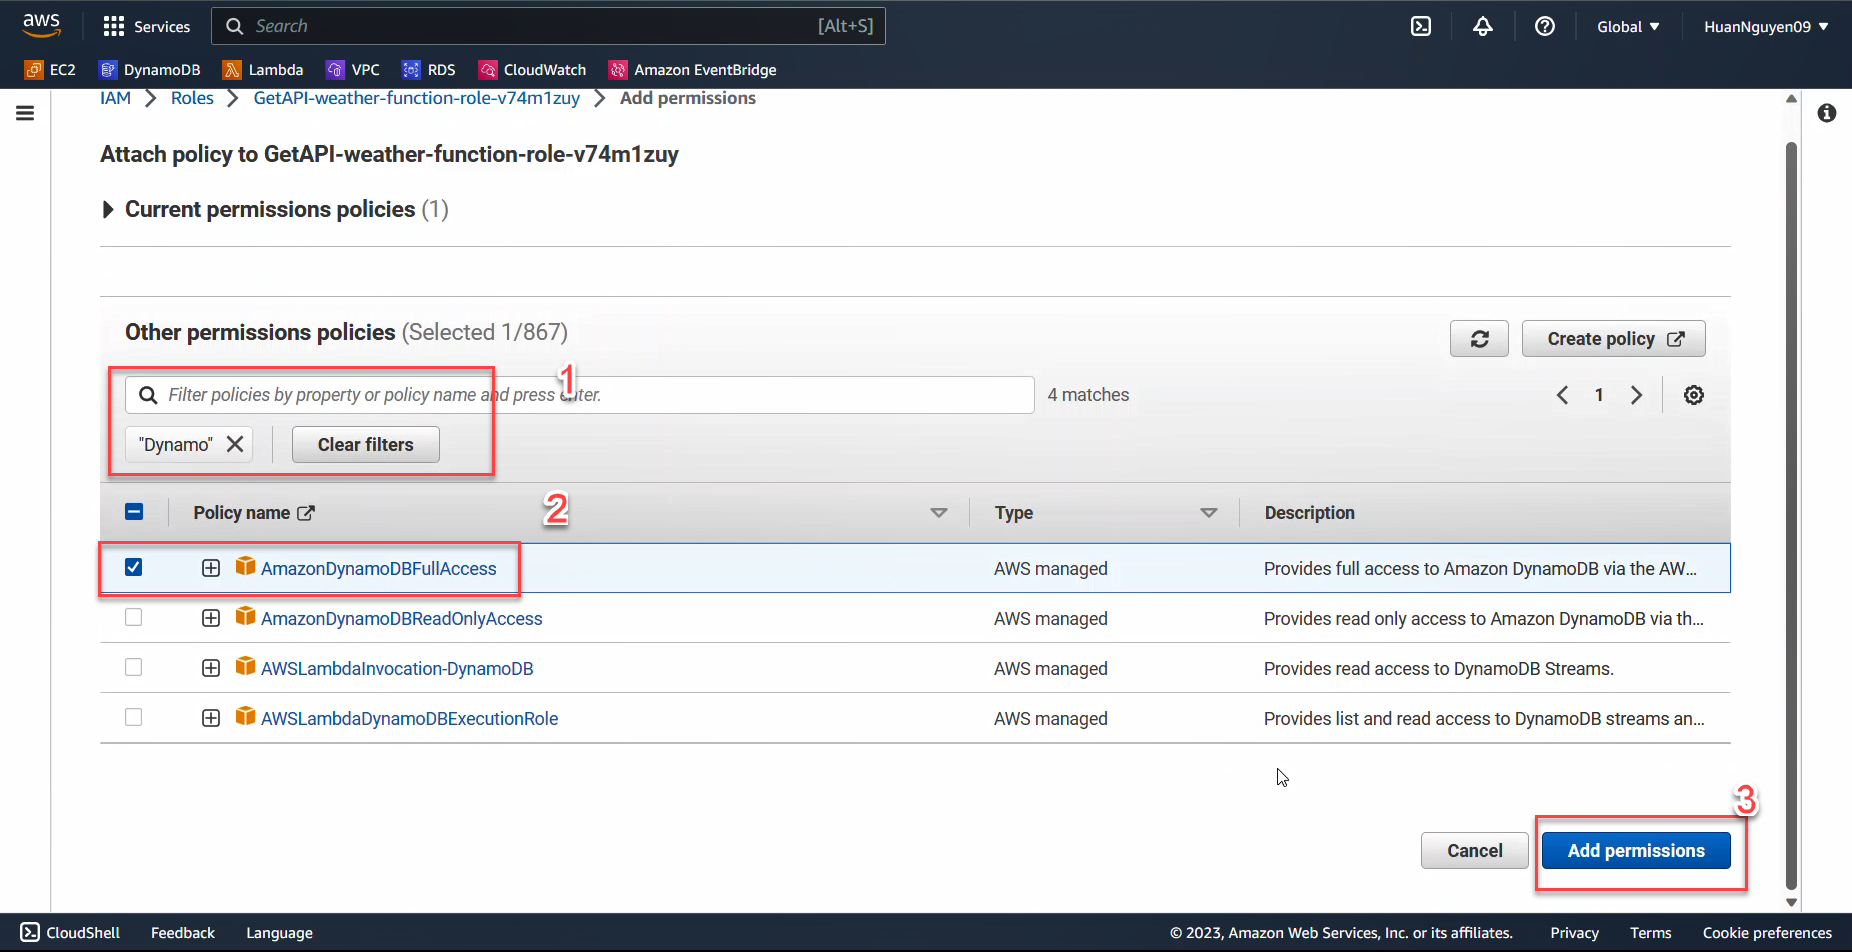 aws Services Search [Alt+S] Global HuanNguyen09
EC2 DynamoDB Lambda VPC RDS CloudWatch Amazon EventBridge
IAM Roles GetAPI-weather-function-role-v74m1zuy Add permissions
Attach policy to GetAPI-weather-function-role-v74m1zuy
Current permissions policies (1)
Other permissions policies (Selected 1/867)
Create policy
1
Filter policies by property or policy name and press enter. 4 matches 1
"Dynamo" Clear filters
2
Policy name Type Description
AmazonDynamoDBFullAccess AWS managed Provides full access to Amazon DynamoDB via the AW...
AmazonDynamoDBReadOnlyAccess AWS managed Provides read only access to Amazon DynamoDB via th...
AWSLambdaInvocation-DynamoDB AWS managed Provides read access to DynamoDB Streams.
AWSLambdaDynamoDBExecutionRole AWS managed Provides list and read access to DynamoDB streams an...
3
Cancel Add permissions
CloudShell Feedback Language © 2023, Amazon Web Services, Inc. or its affiliates. Privacy Terms Cookie preferences